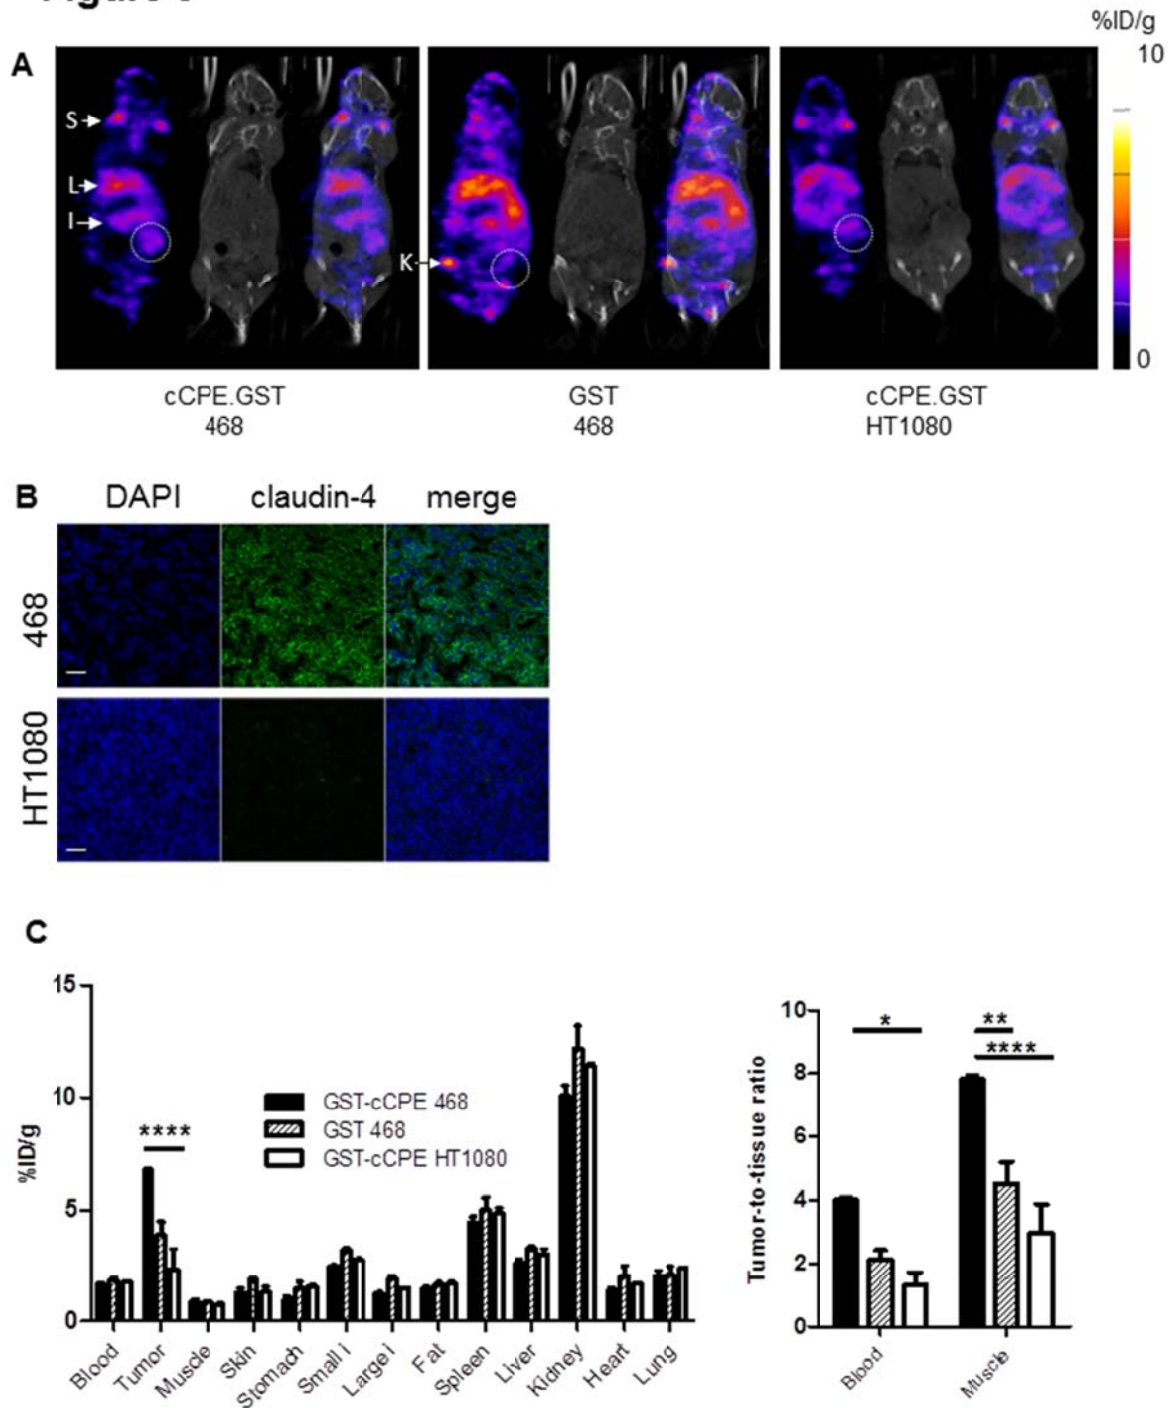 %ID/g
A
10
S
L
I
K
0
cCPE.GST
468
GST
468
cCPE.GST
HT1080
B
DAPI
claudin-4
merge
468
HT1080
C
%ID/g
15
10
5
0
****
GST-cCPE 468
GST 468
GST-cCPE HT1080
Blood
Tumor
Muscle
Skin
Stomach
Small i
Large i
Fat
Spleen
Liver
Kidney
Heart
Lung
Tumor-to-tissue ratio
10
8
6
4
2
0
*
**
****
Blood
Muscle